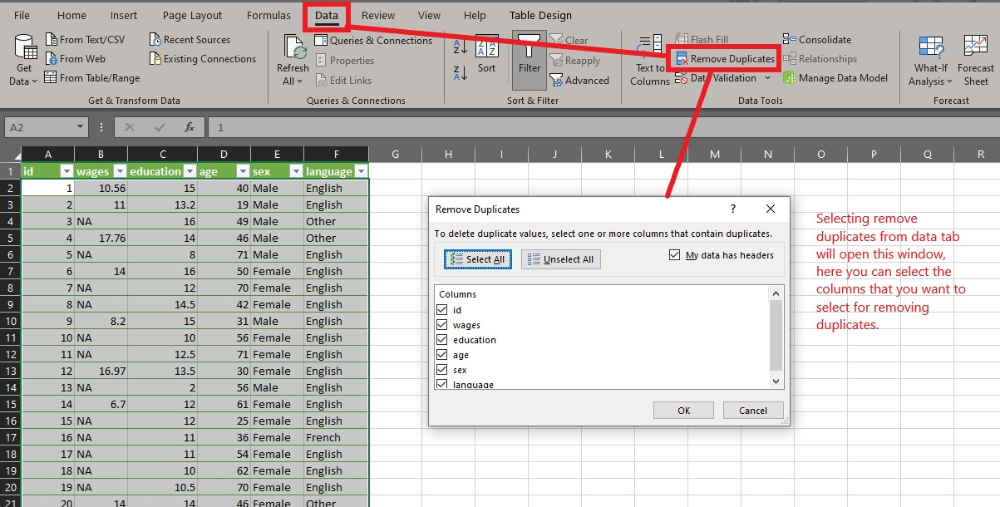 File Home Insert Page Layout Formulas Data Review View Help Table Design
Get Data
From Text/CSV
From Web
From Table/Range
Recent Sources
Existing Connections
Get & Transform Data
Refresh All
Queries & Connections
Properties
Edit Links
Queries & Connections
Sort
Filter
Clear
Reapply
Advanced
Sort & Filter
Text to Columns
Flash Fill
Remove Duplicates
Data Validation
Consolidate
Relationships
Manage Data Model
Data Tools
What-If Analysis
Forecast Sheet
Forecast
A2 fx 1
A B C D E F G H I J K L M N O P Q R
1 id wages education age sex language
2 1 10.56 15 40 Male English
3 2 11 13.2 19 Male English
4 3 NA 16 49 Male Other
5 4 17.76 14 46 Male Other
6 5 NA 8 71 Male English
7 6 14 16 50 Female English
8 7 NA 12 70 Female English
9 8 NA 14.5 42 Female English
10 9 8.2 15 31 Male English
11 10 NA 10 56 Female English
12 11 NA 12.5 71 Female English
13 12 16.97 13.5 30 Female English
14 13 NA 2 56 Male English
15 14 6.7 12 61 Female English
16 15 NA 12 25 Female English
17 16 NA 11 36 Female French
18 17 NA 11 54 Female English
19 18 NA 10 62 Female English
20 19 NA 10.5 70 Female English
21 20 14 14 46 Female Other
Remove Duplicates ?
To delete duplicate values, select one or more columns that contain duplicates.
Select All Unselect All My data has headers
Columns
id
wages
education
age
sex
language
OK Cancel
Selecting remove
duplicates from data tab
will open this window,
here you can select the
columns that you want to
select for removing
duplicates.